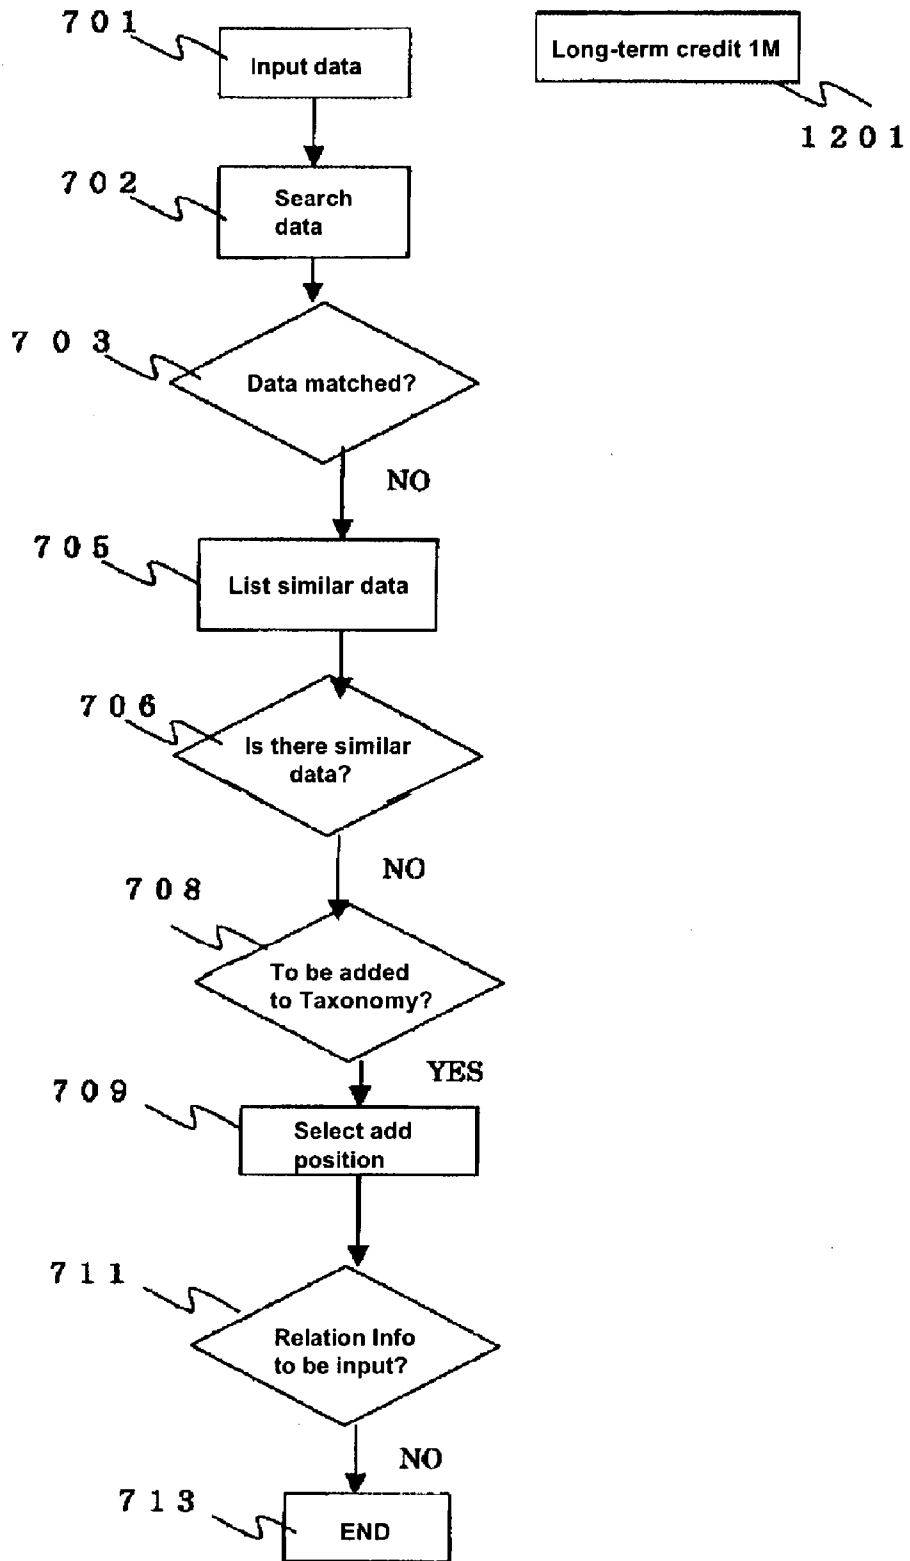 701
Input data
Long-term credit 1M
1201
702
Search
data
703
Data matched?
NO
705
List similar data
706
Is there similar
data?
NO
708
To be added
to Taxonomy?
YES
709
Select add
position
711
Relation Info
to be input?
NO
713
END